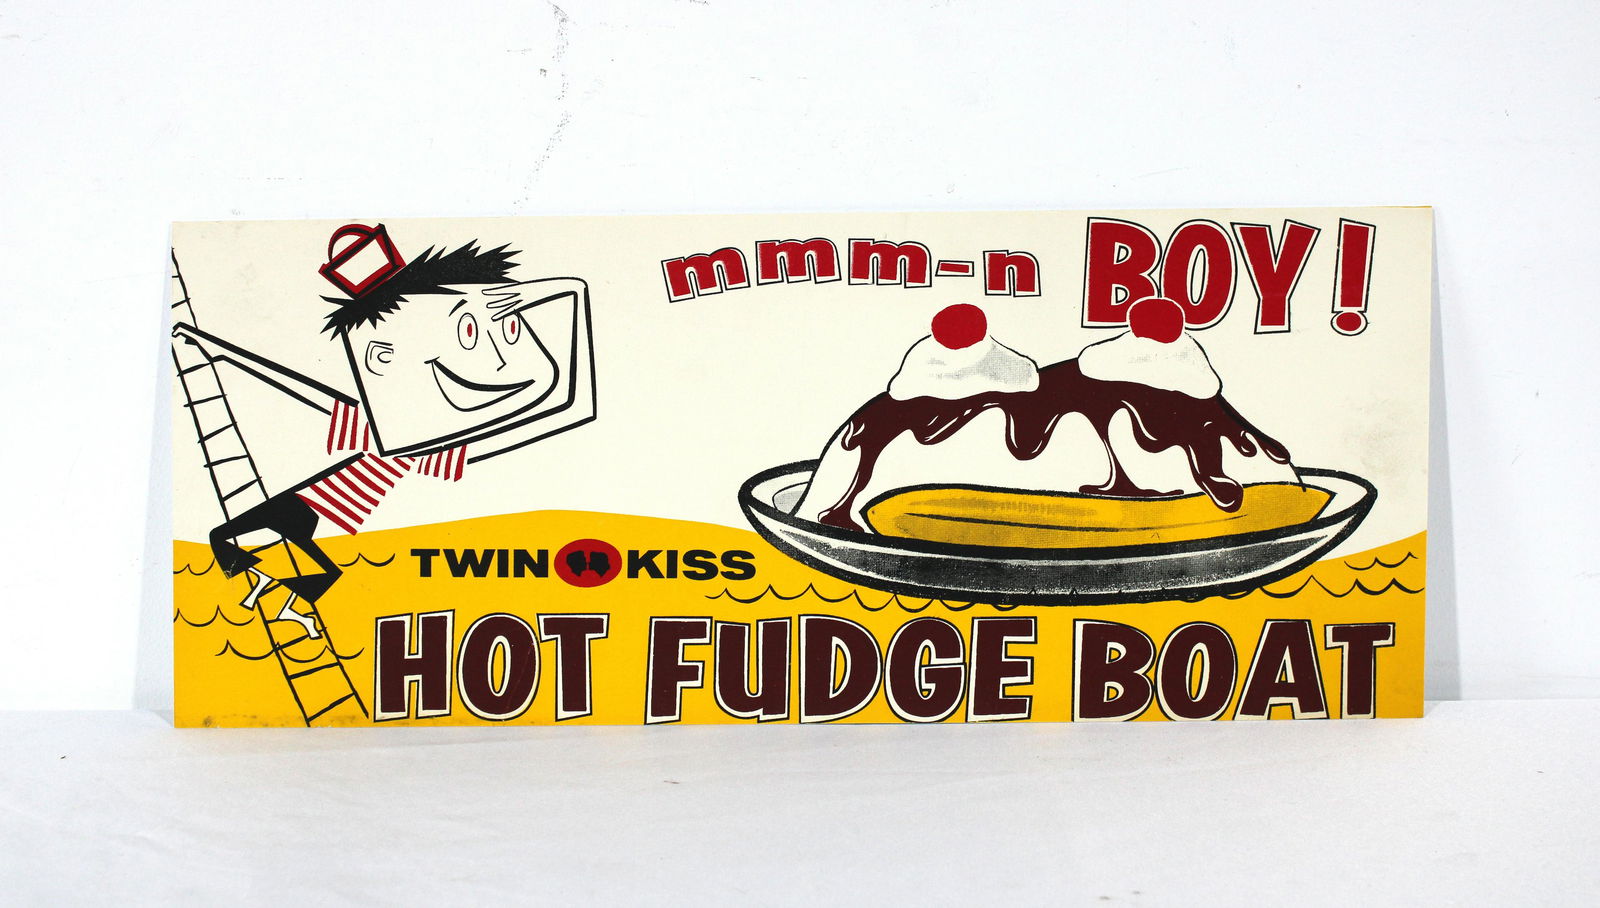 mmm-n BOY!
TWIN KISS
HOT FUDGE BOAT